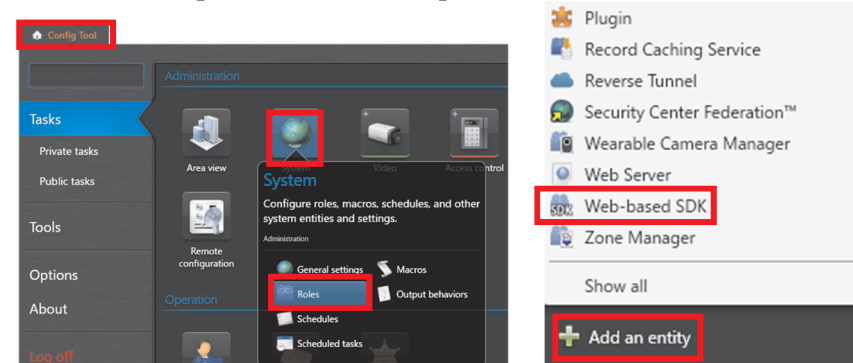 Config Tool
Administration
Tasks
Private tasks
Public tasks
Tools
Options
About
Log off
Area view
System
Video
Access control
System
Configure roles, macros, schedules, and other
system entities and settings.
Administration
General settings
Macros
Roles
Output behaviors
Schedules
Scheduled tasks
Remote
configuration
Operation
Plugin
Record Caching Service
Reverse Tunnel
Security Center Federation™
Wearable Camera Manager
Web Server
SDK
Web-based SDK
Zone Manager
Show all
Add an entity